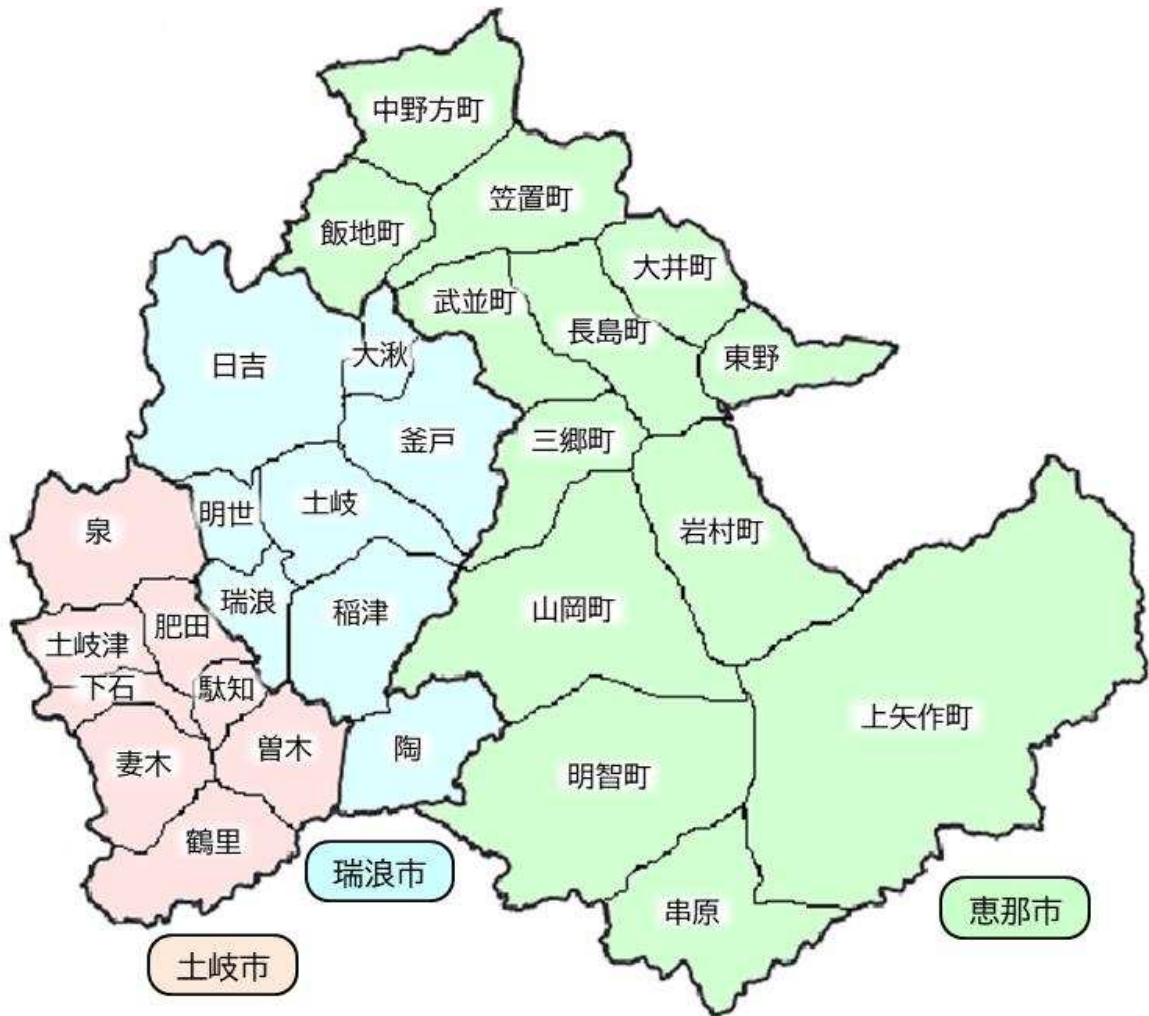 中野方町
笠置町
飯地町
大井町
武並町
長島町
東野
日吉
大湫
釜戸
三郷町
土岐
明世
泉
岩村町
瑞浪
稲津
山岡町
肥田
土岐津
下石
駄知
上矢作町
曽木
陶
妻木
明智町
鶴里
瑞浪市
串原
恵那市
土岐市